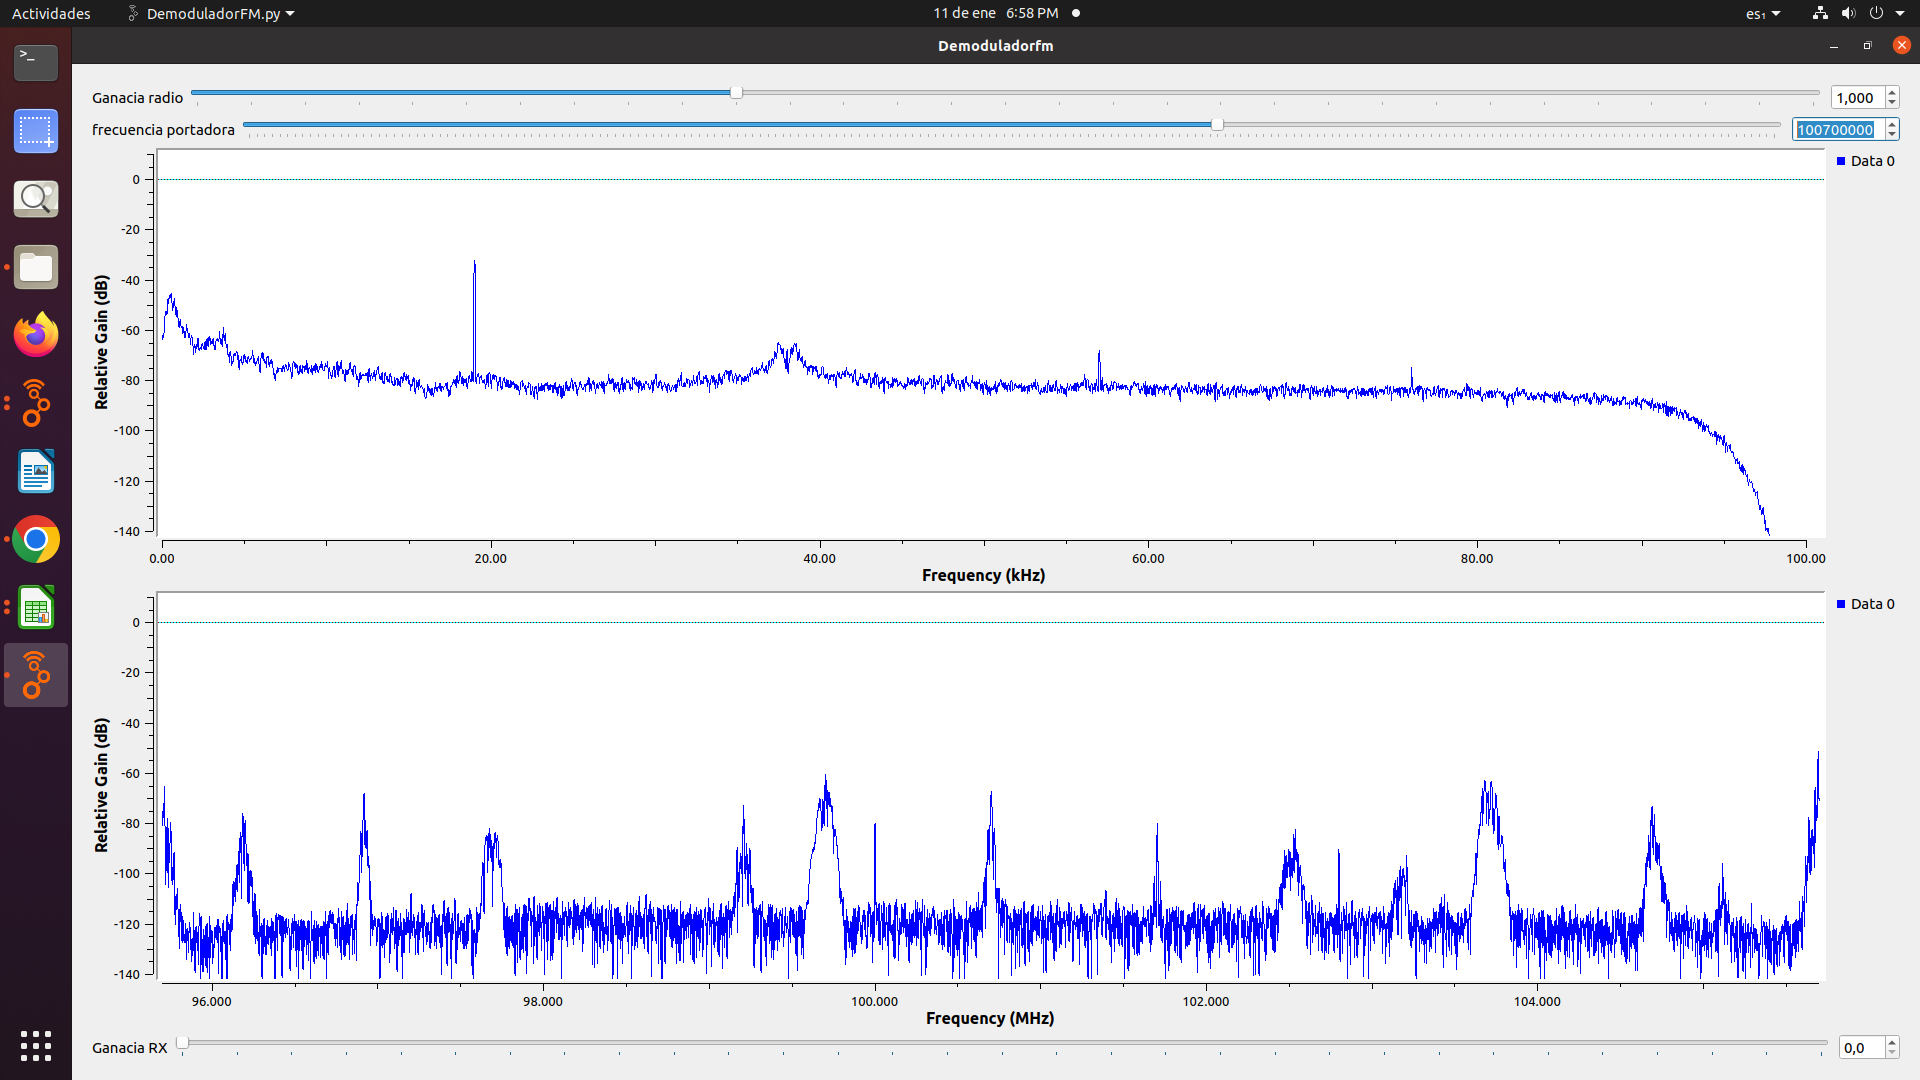 Actividades DemoduladorFM.py 11 de ene 6:58 PM es₁
Demoduladorfm
Ganacia radio 1,000
frecuencia portadora 100700000
Data 0
0
-20
-40
-60
-80
-100
-120
-140
Relative Gain (dB)
0.00 20.00 40.00 60.00 80.00 100.00
Frequency (kHz)
Data 0
0
-20
-40
-60
-80
-100
-120
-140
Relative Gain (dB)
96.000 98.000 100.000 102.000 104.000
Frequency (MHz)
Ganacia RX 0,0